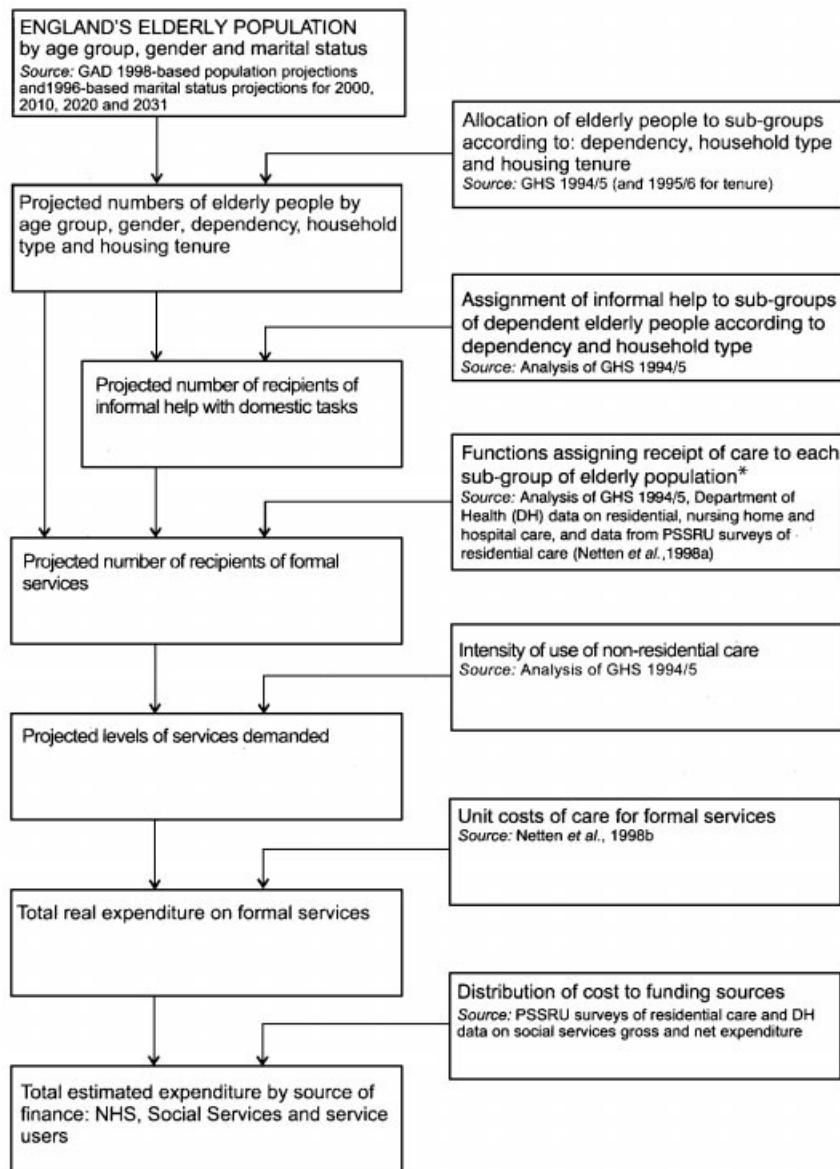 ENGLAND'S ELDERLY POPULATION
by age group, gender and marital status
Source: GAD 1998-based population projections
and1996-based marital status projections for 2000,
2010, 2020 and 2031
Allocation of elderly people to sub-groups
according to: dependency, household type
and housing tenure
Source: GHS 1994/5 (and 1995/6 for tenure)
Projected numbers of elderly people by
age group, gender, dependency, household
type and housing tenure
Assignment of informal help to sub-groups
of dependent elderly people according to
dependency and household type
Source: Analysis of GHS 1994/5
Projected number of recipients of
informal help with domestic tasks
Functions assigning receipt of care to each
sub-group of elderly population*
Source: Analysis of GHS 1994/5, Department of
Health (DH) data on residential, nursing home and
hospital care, and data from PSSRU surveys of
residential care (Netten et al.,1998a)
Projected number of recipients of formal
services
Intensity of use of non-residential care
Source: Analysis of GHS 1994/5
Projected levels of services demanded
Unit costs of care for formal services
Source: Netten et al., 1998b
Total real expenditure on formal services
Distribution of cost to funding sources
Source: PSSRU surveys of residential care and DH
data on social services gross and net expenditure
Total estimated expenditure by source of
finance: NHS, Social Services and service
users